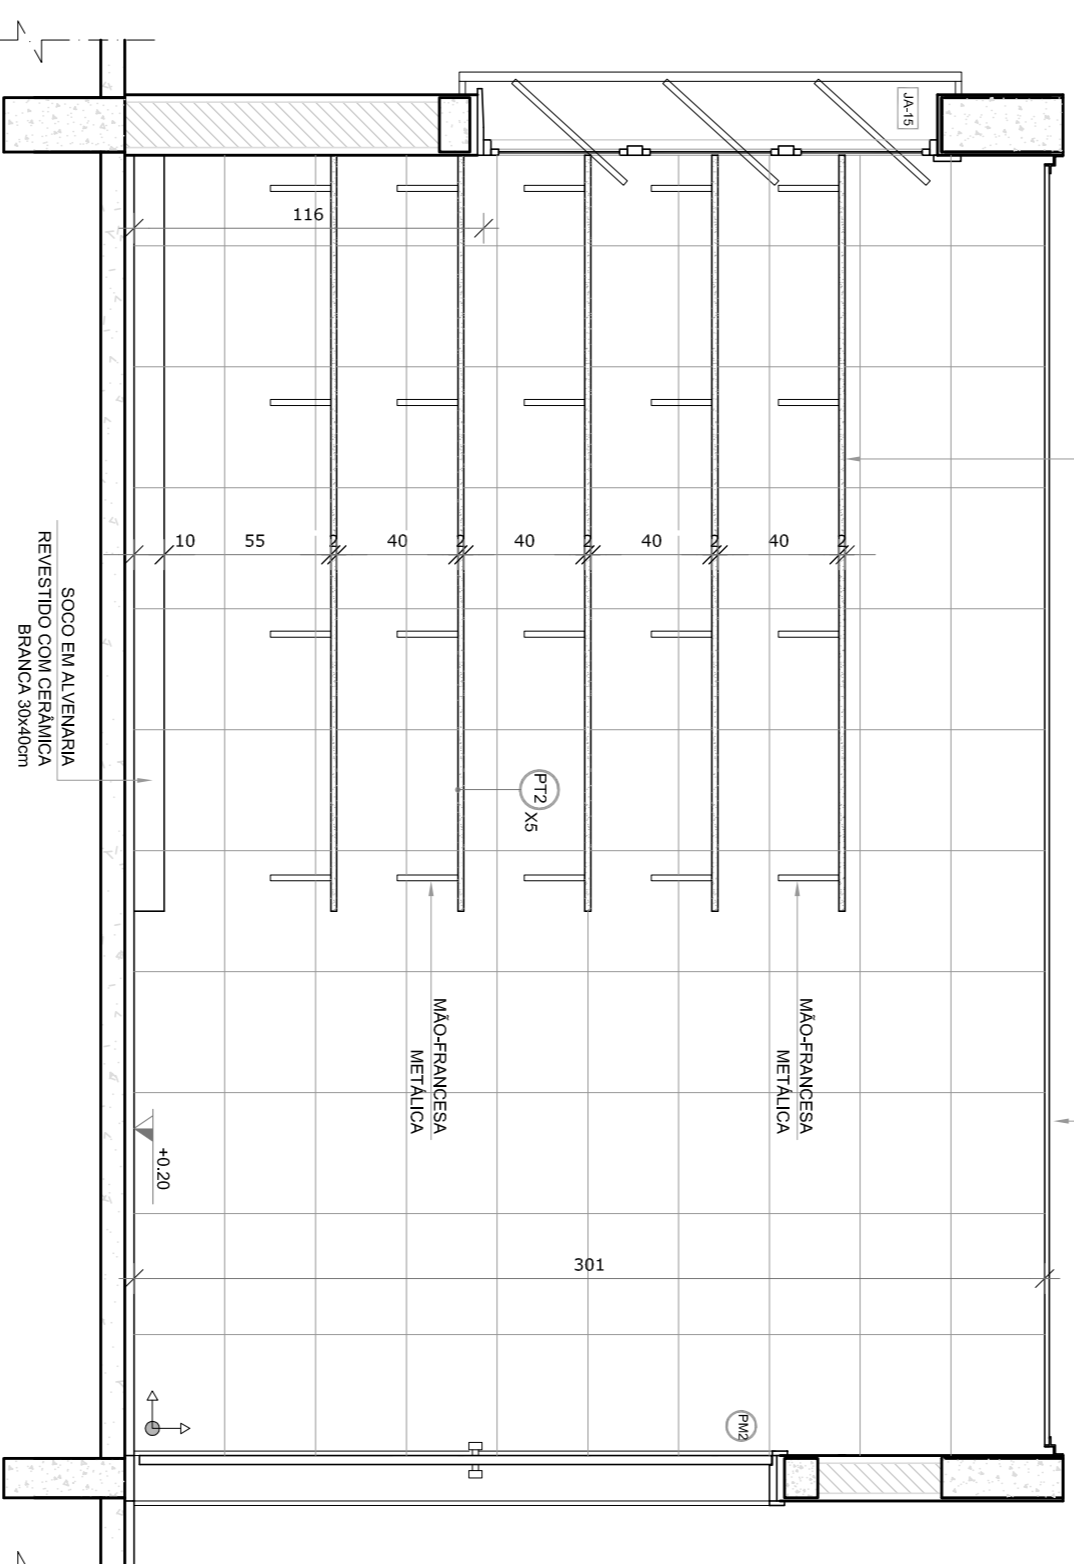 JA-15
116
10 55 2 40 2 40 2 40 2 40 2
SOCO EM ALVENARIA
REVESTIDO COM CERÂMICA
BRANCA 30x40cm
PT2
X5
MÃO-FRANCESA
METÁLICA
MÃO-FRANCESA
METÁLICA
+0.20
301
PM2